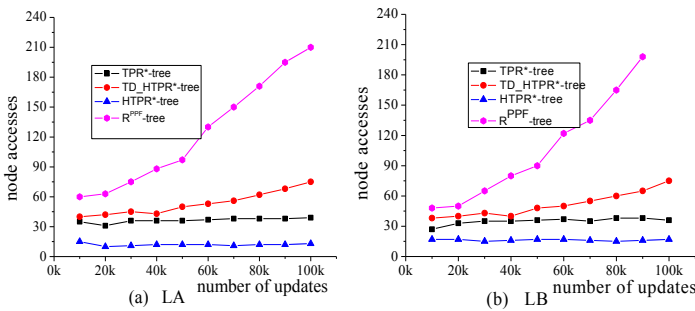 240
210
180
150
120
90
60
30
0
node accesses
TPR*-tree
TD_HTPR*-tree
HTPR*-tree
R^PPF-tree
0k 20k 40k 60k 80k 100k
number of updates
(a) LA
210
180
150
120
90
60
30
0
node accesses
TPR*-tree
TD_HTPR*-tree
HTPR*-tree
R^PPF-tree
0k 20k 40k 60k 80k 100k
number of updates
(b) LB